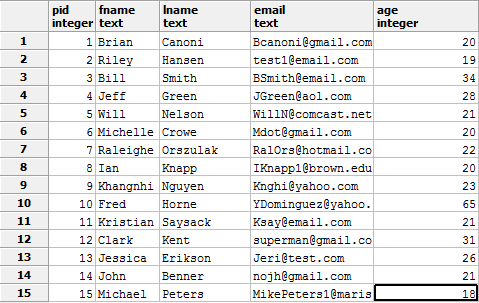 pid fname lname email age
integer text text text integer
1 1 Brian Canoni Bcanoni@gmail.com 20
2 2 Riley Hansen test1@email.com 19
3 3 Bill Smith BSmith@email.com 34
4 4 Jeff Green JGreen@aol.com 28
5 5 Will Nelson WillN@comcast.net 21
6 6 Michelle Crowe Mdot@gmail.com 20
7 7 Raleighe Orszulak RalOrs@hotmail.co 22
8 8 Ian Knapp IKnapp1@brown.edu 20
9 9 Khangnhi Nguyen Knghi@yahoo.com 23
10 10 Fred Horne YDominguez@yahoo. 65
11 11 Kristian Saysack Ksay@email.com 21
12 12 Clark Kent superman@gmail.co 31
13 13 Jessica Erikson Jeri@test.com 26
14 14 John Benner nojh@gmail.com 21
15 15 Michael Peters MikePeters1@maris 18